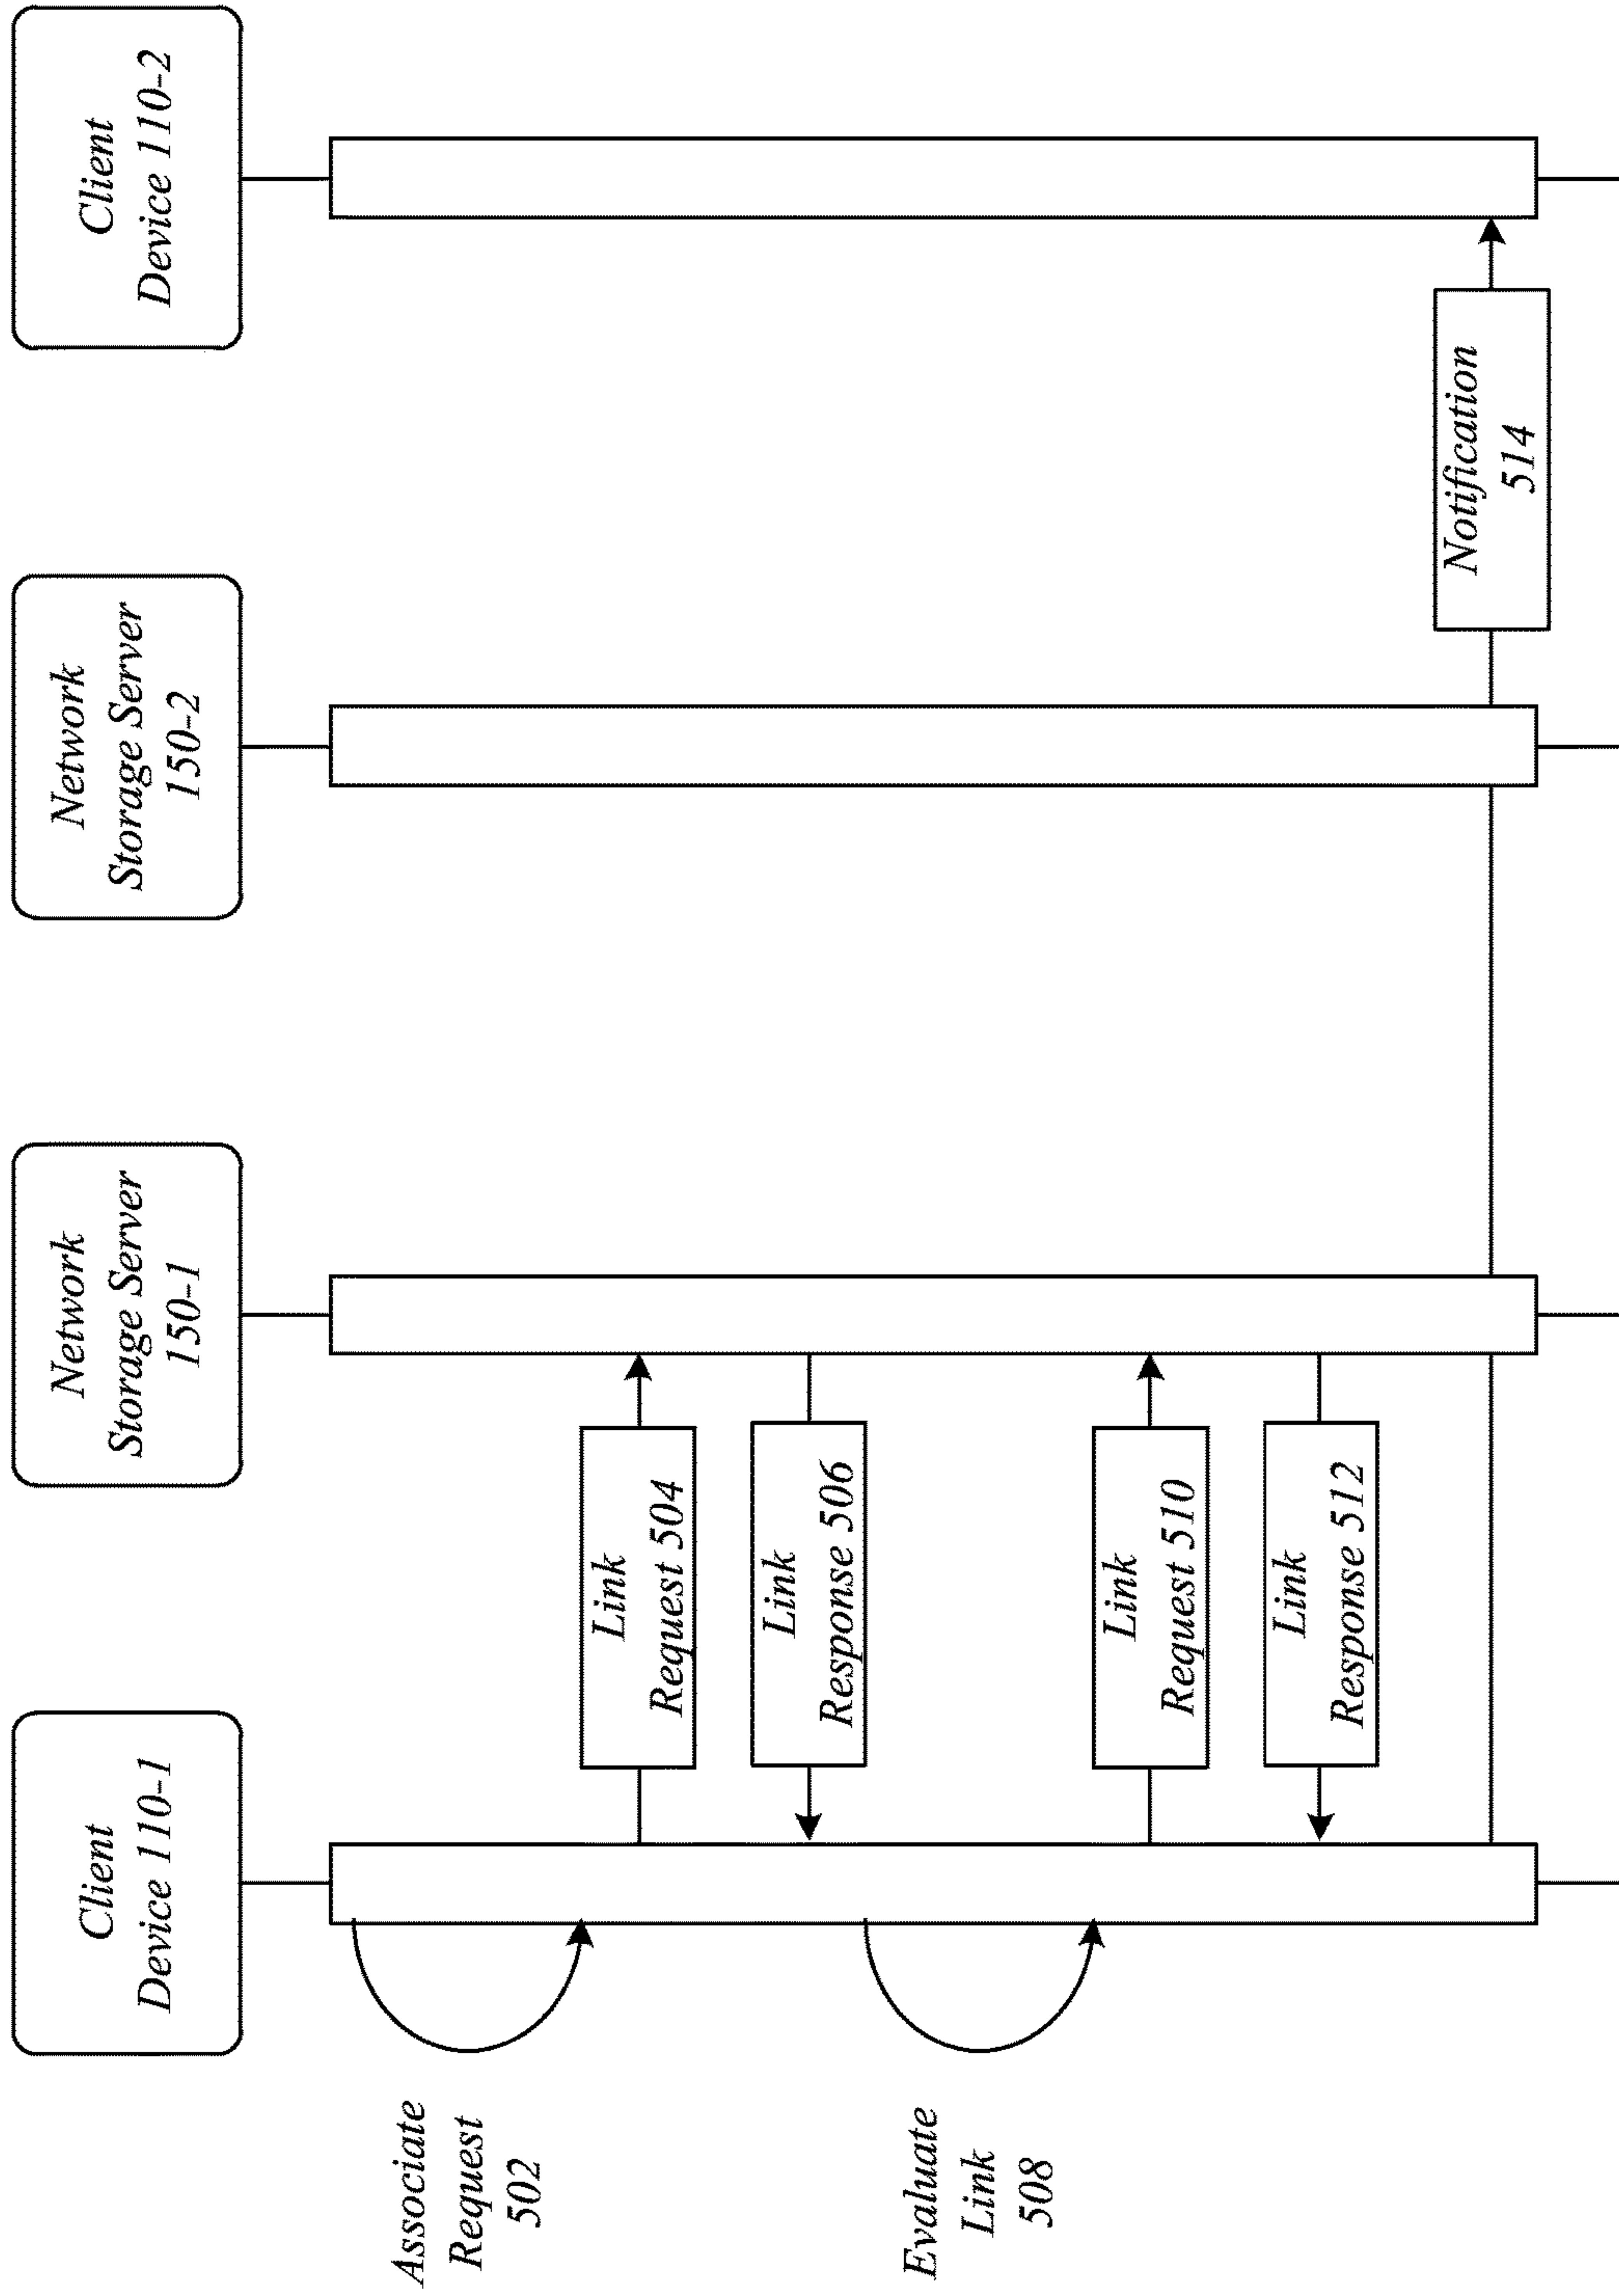 Client
Device 110-1
Network
Storage Server
150-1
Network
Storage Server
150-2
Client
Device 110-2
Associate
Request
502
Link
Request 504
Link
Response 506
Evaluate
Link
508
Link
Request 510
Link
Response 512
Notification
514